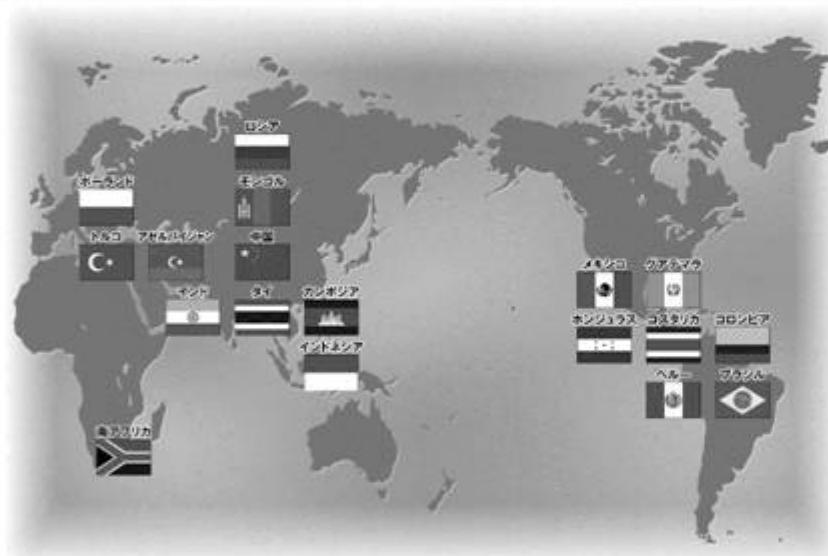 ロシア
ポーランド
モンゴル
トルコ
アゼルバイジャン
中国
メキシコ
グアテマラ
インド
タイ
カンボジア
ホンジュラス
コスタリカ
コロンビア
インドネシア
ペルー
ブラジル
南アフリカ